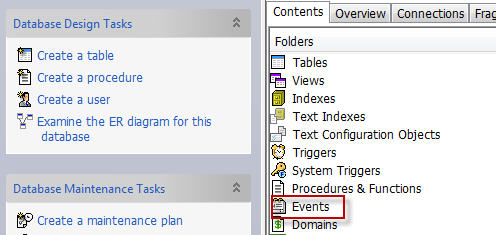 Database Design Tasks
Create a table
Create a procedure
Create a user
Examine the ER diagram for this
database
Database Maintenance Tasks
Create a maintenance plan
Contents Overview Connections Frag
Folders
Tables
Views
Indexes
Text Indexes
Text Configuration Objects
Triggers
System Triggers
Procedures & Functions
Events
Domains